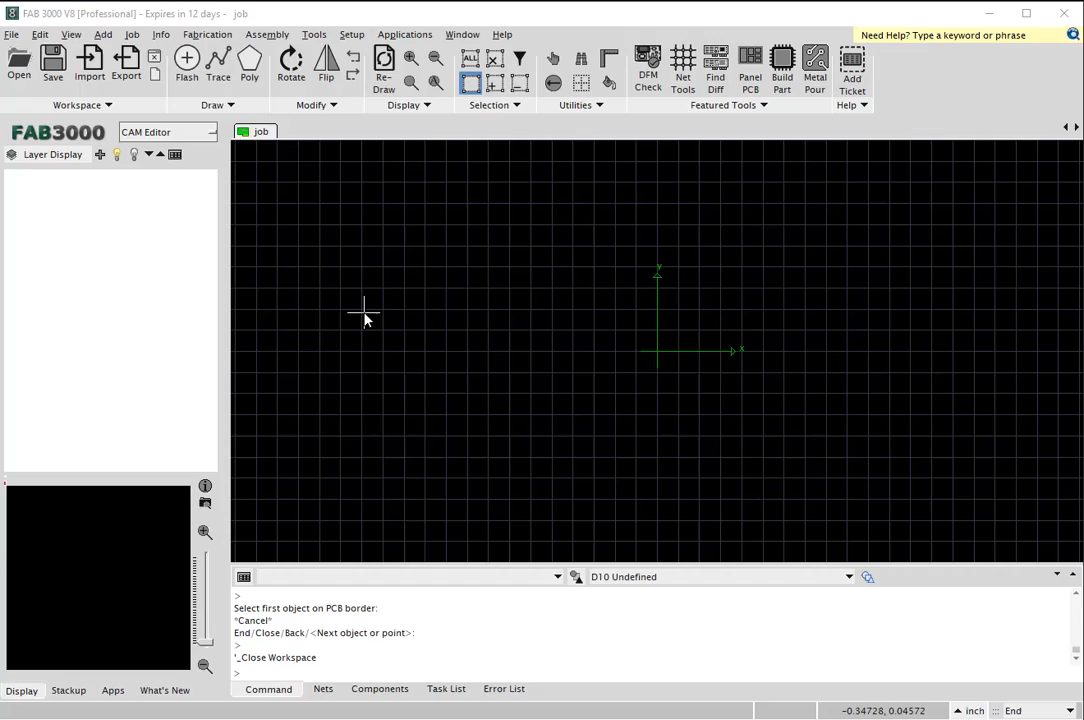 8 FAB 3000 V8 [Professional] - Expires in 12 days - job
File Edit View Add Job Info Fabrication Assembly Tools Setup Applications Window Help
Need Help? Type a keyword or phrase
ALL
Open Save Import Export Flash Trace Poly Rotate Flip Re-Draw DFM Check Net Tools Find Diff Panel PCB Build Part Metal Pour Add Ticket
Workspace Draw Modify Display Selection Utilities Featured Tools Help
FAB3000 CAM Editor
job
Layer Display
y
x
D10 Undefined
>
Select first object on PCB border:
*Cancel*
End/Close/Back/<Next object or point>:
>
'_Close Workspace
>
Display Stackup Apps What's New
Command Nets Components Task List Error List
-0.34728, 0.04572 inch ::: End